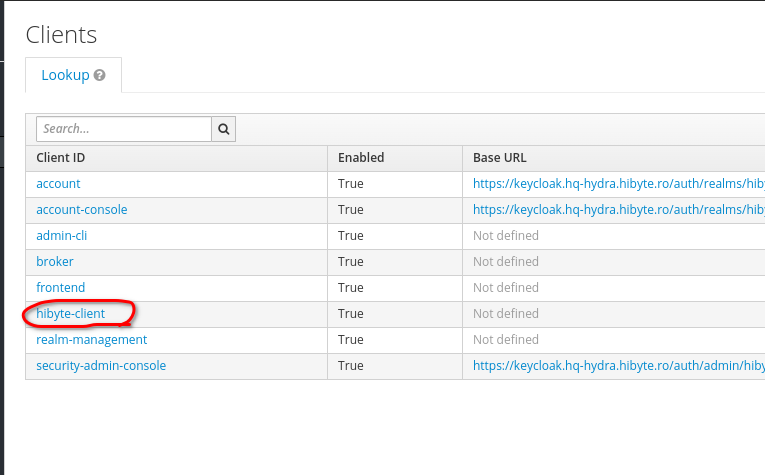 Clients
Lookup ?
Search...
Client ID Enabled Base URL
account True https://keycloak.hq-hydra.hibyte.ro/auth/realms/hib
account-console True https://keycloak.hq-hydra.hibyte.ro/auth/realms/hib
admin-cli True Not defined
broker True Not defined
frontend True Not defined
hibyte-client True Not defined
realm-management True Not defined
security-admin-console True https://keycloak.hq-hydra.hibyte.ro/auth/admin/hiby